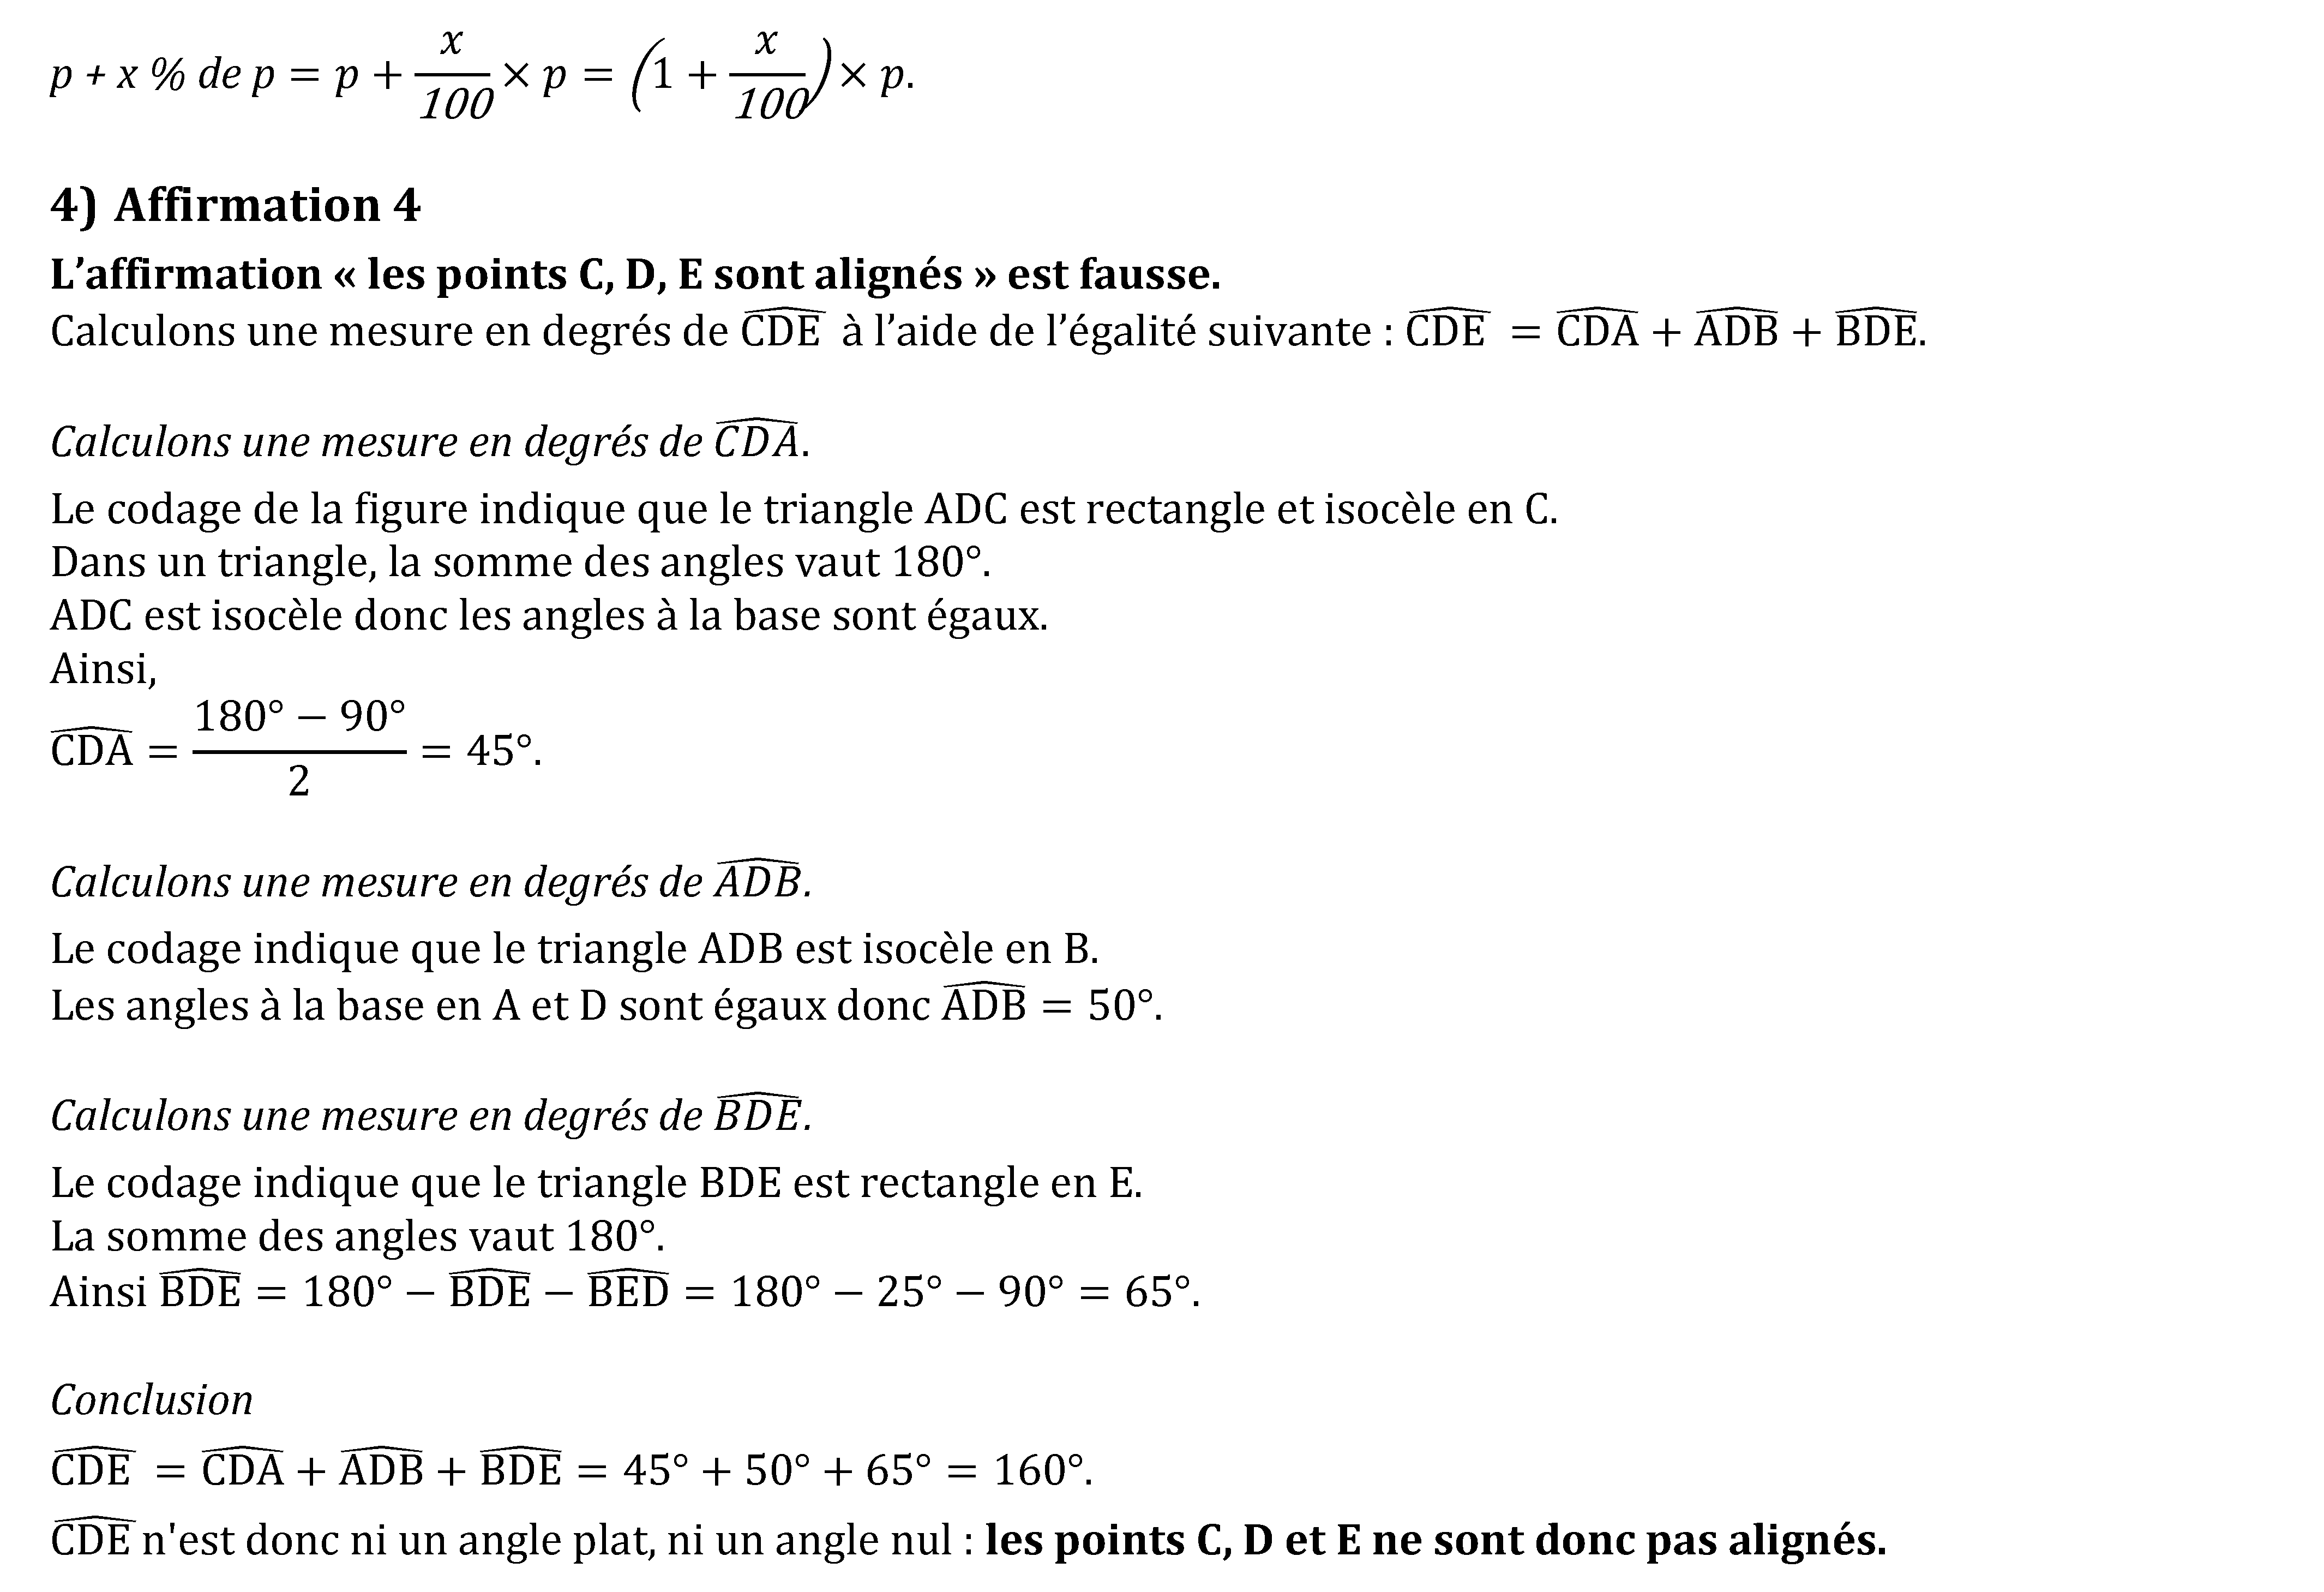 p + x % de p = p + x/100 × p = (1 + x/100) × p.
4) Affirmation 4
L’affirmation « les points C, D, E sont alignés » est fausse.
Calculons une mesure en degrés de \widehat{CDE} à l’aide de l’égalité suivante : \widehat{CDE} = \widehat{CDA} + \widehat{ADB} + \widehat{BDE}.
Calculons une mesure en degrés de \widehat{CDA}.
Le codage de la figure indique que le triangle ADC est rectangle et isocèle en C.
Dans un triangle, la somme des angles vaut 180°.
ADC est isocèle donc les angles à la base sont égaux.
Ainsi,
\widehat{CDA} = (180° − 90°)/2 = 45°.
Calculons une mesure en degrés de \widehat{ADB}.
Le codage indique que le triangle ADB est isocèle en B.
Les angles à la base en A et D sont égaux donc \widehat{ADB} = 50°.
Calculons une mesure en degrés de \widehat{BDE}.
Le codage indique que le triangle BDE est rectangle en E.
La somme des angles vaut 180°.
Ainsi \widehat{BDE} = 180° − \widehat{BDE} − \widehat{BED} = 180° − 25° − 90° = 65°.
Conclusion
\widehat{CDE} = \widehat{CDA} + \widehat{ADB} + \widehat{BDE} = 45° + 50° + 65° = 160°.
\widehat{CDE} n'est donc ni un angle plat, ni un angle nul : les points C, D et E ne sont donc pas alignés.